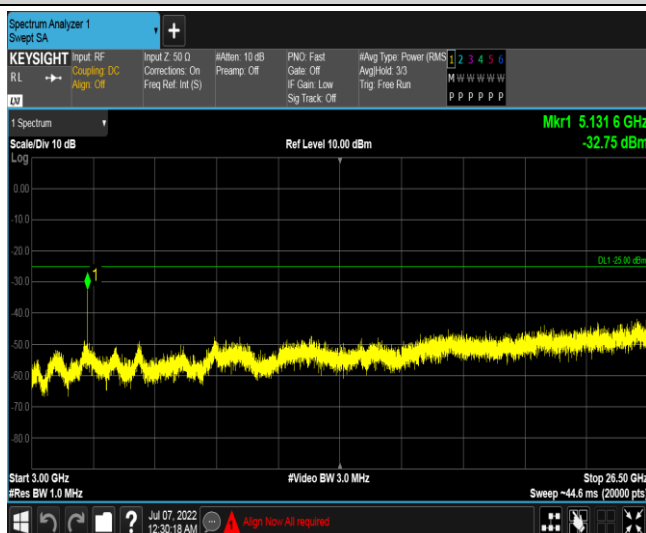 Spectrum Analyzer 1
Swept SA
+
KEYSIGHT
RL
LXI
Input: RF
Coupling: DC
Align: Off
Input Z: 50 Ω
Corrections: On
Freq Ref: Int (S)
#Atten: 10 dB
Preamp: Off
PNO: Fast
Gate: Off
IF Gain: Low
Sig Track: Off
#Avg Type: Power (RMS
Avg|Hold: 3/3
Trig: Free Run
1 2 3 4 5 6
M W W W W W
P P P P P P
1 Spectrum
Mkr1 5.131 6 GHz
Scale/Div 10 dB
Ref Level 10.00 dBm
-32.75 dBm
Log
0.00
-10.0
-20.0
DL1 -25.00 dBm
1
-30.0
-40.0
-50.0
-60.0
-70.0
-80.0
Start 3.00 GHz
#Video BW 3.0 MHz
Stop 26.50 GHz
#Res BW 1.0 MHz
Sweep ~44.6 ms (20000 pts)
?
Jul 07, 2022
12:30:18 AM
Align Now All required